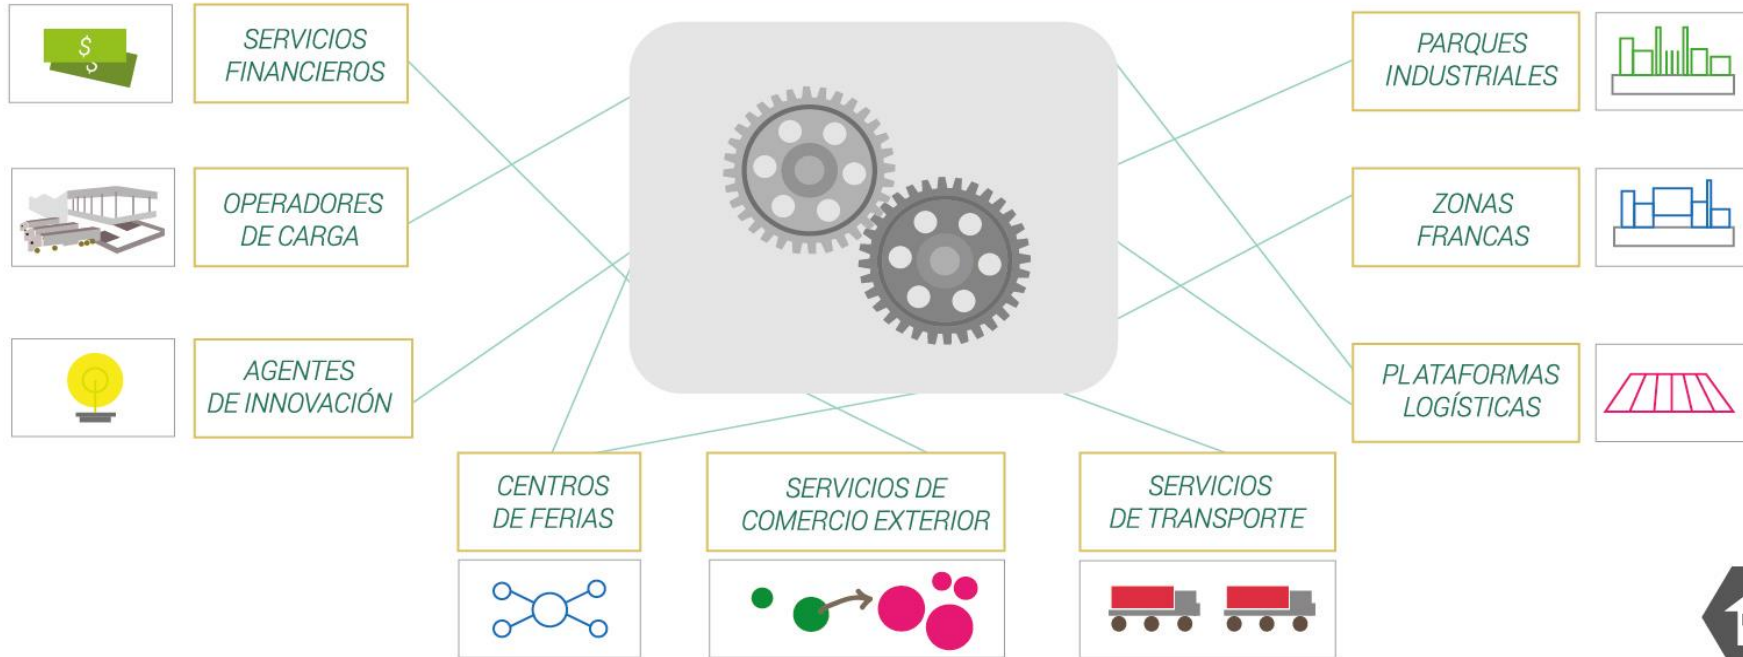 $
$
SERVICIOS
FINANCIEROS
OPERADORES
DE CARGA
AGENTES
DE INNOVACIÓN
PARQUES
INDUSTRIALES
ZONAS
FRANCAS
PLATAFORMAS
LOGÍSTICAS
CENTROS
DE FERIAS
SERVICIOS DE
COMERCIO EXTERIOR
SERVICIOS
DE TRANSPORTE